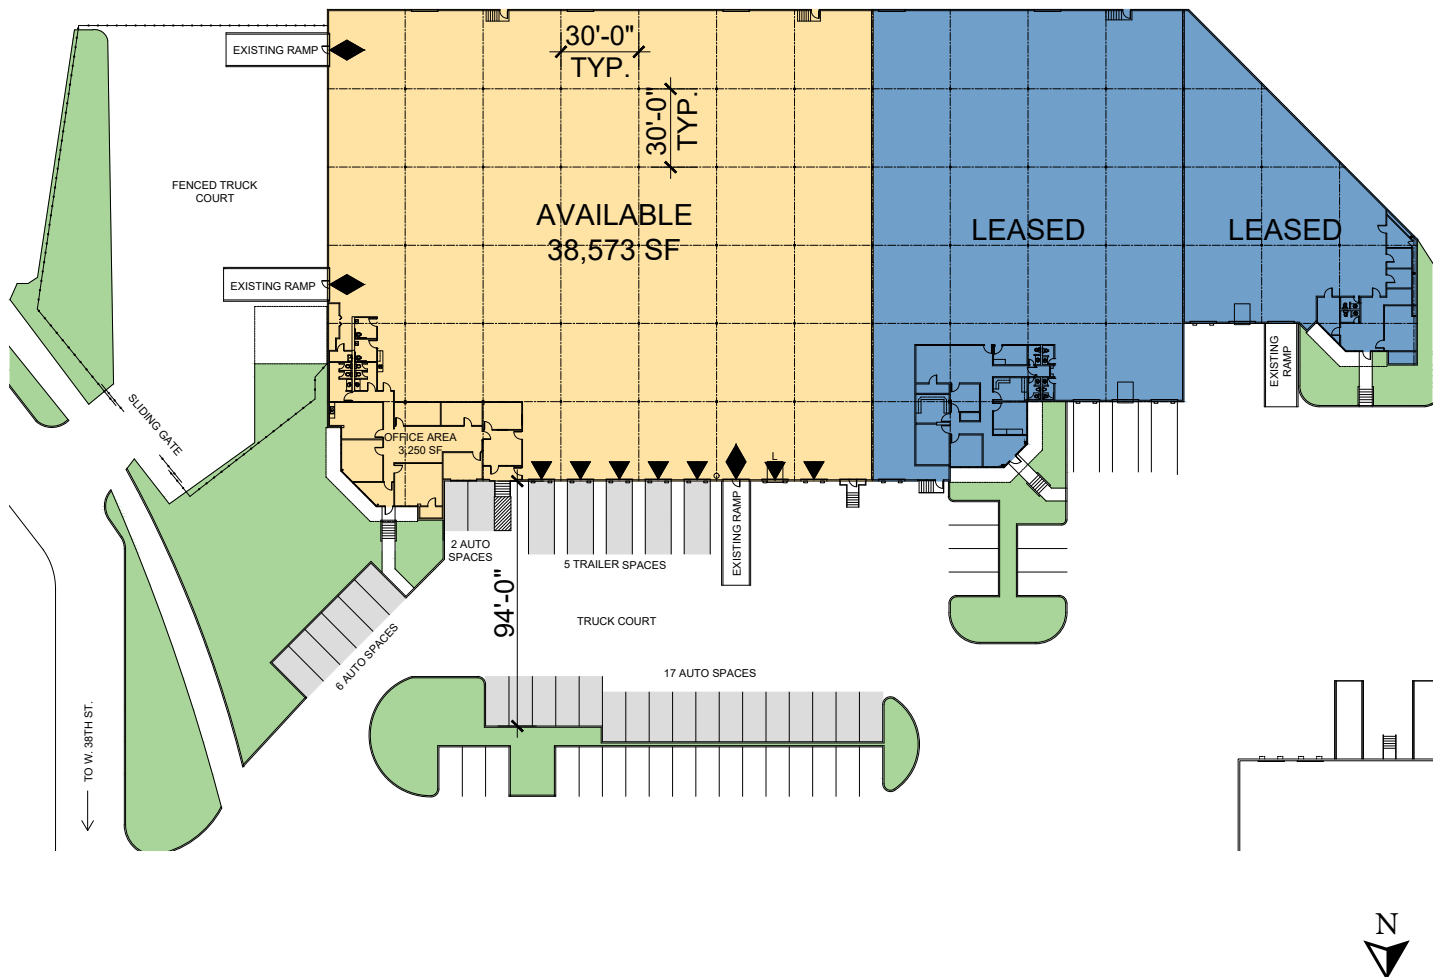 30'-0"
TYP.
EXISTING RAMP
30'-0"
TYP.
FENCED TRUCK
COURT
AVAILABLE
38,573 SF
LEASED
LEASED
EXISTING RAMP
EXISTING
RAMP
SLIDING GATE
OFFICE AREA
3,250 SF
L
2 AUTO
SPACES
5 TRAILER SPACES
EXISTING RAMP
94'-0"
TRUCK COURT
6 AUTO SPACES
17 AUTO SPACES
TO W. 38TH ST.
N